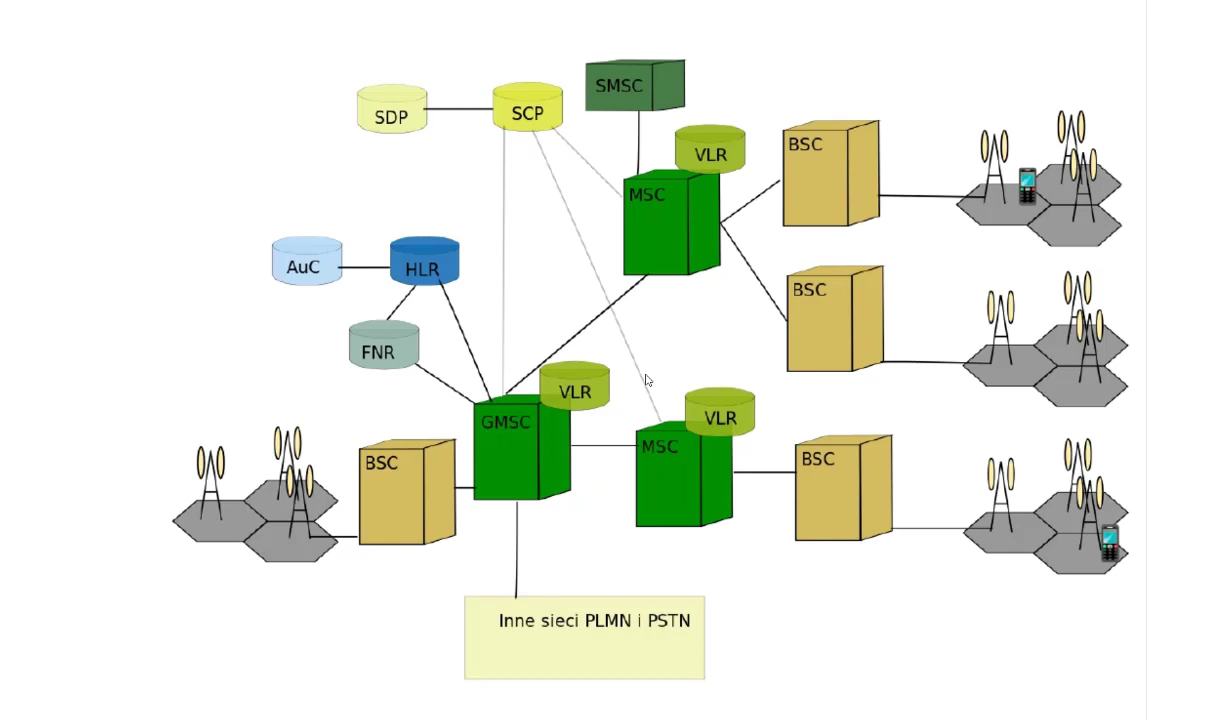 SMSC
SDP
SCP
VLR
BSC
MSC
AuC
HLR
BSC
FNR
VLR
VLR
GMSC
MSC
BSC
BSC
Inne sieci PLMN i PSTN